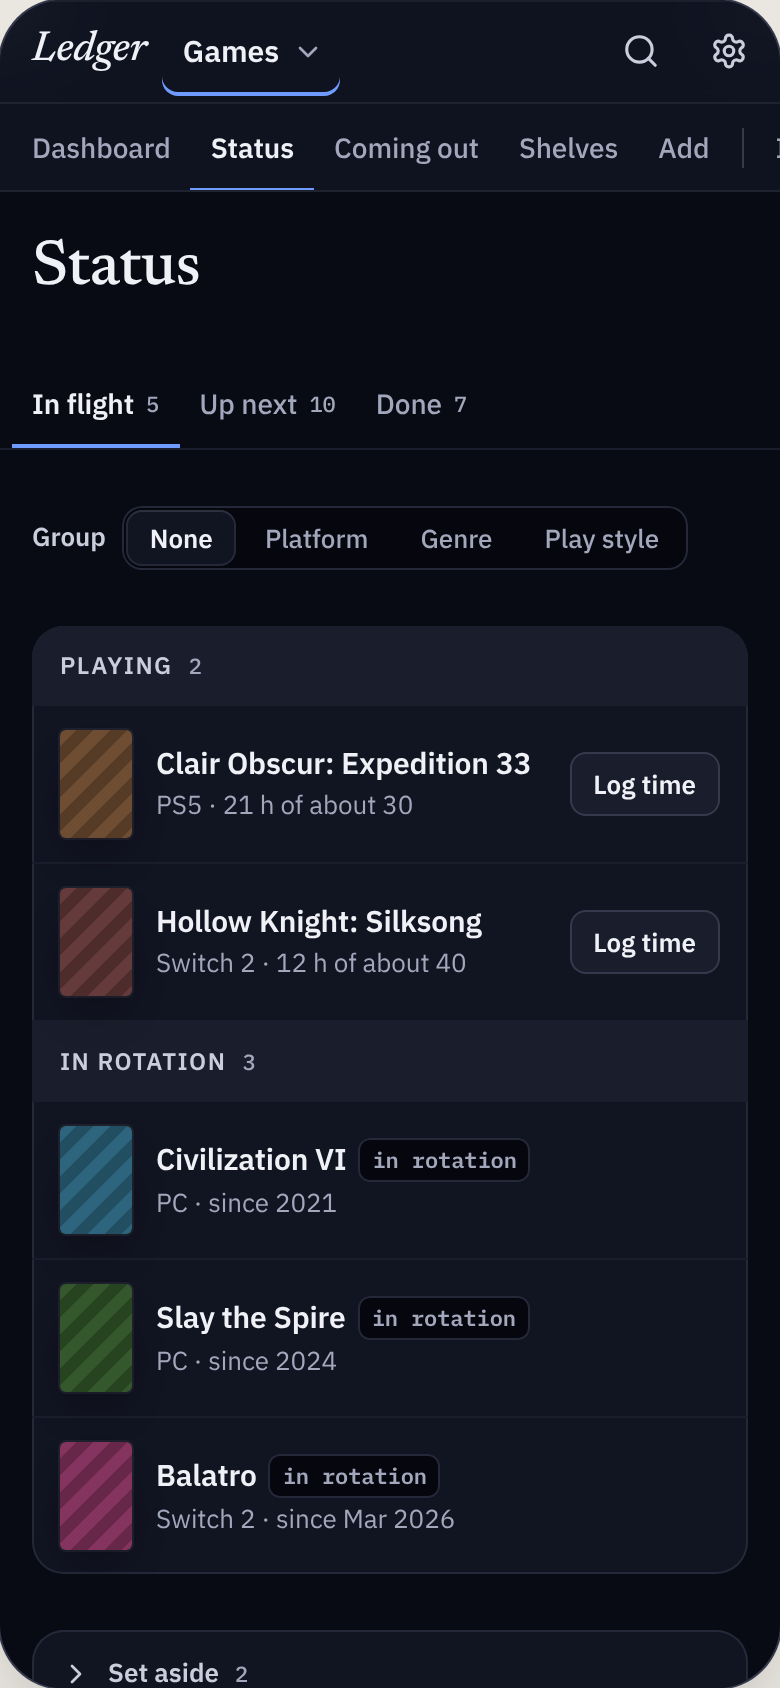 Ledger Games
Dashboard Status Coming out Shelves Add
Status
In flight 5 Up next 10 Done 7
Group None Platform Genre Play style
PLAYING 2
Clair Obscur: Expedition 33
PS5 · 21 h of about 30
Log time
Hollow Knight: Silksong
Switch 2 · 12 h of about 40
Log time
IN ROTATION 3
Civilization VI in rotation
PC · since 2021
Slay the Spire in rotation
PC · since 2024
Balatro in rotation
Switch 2 · since Mar 2026
Set aside 2